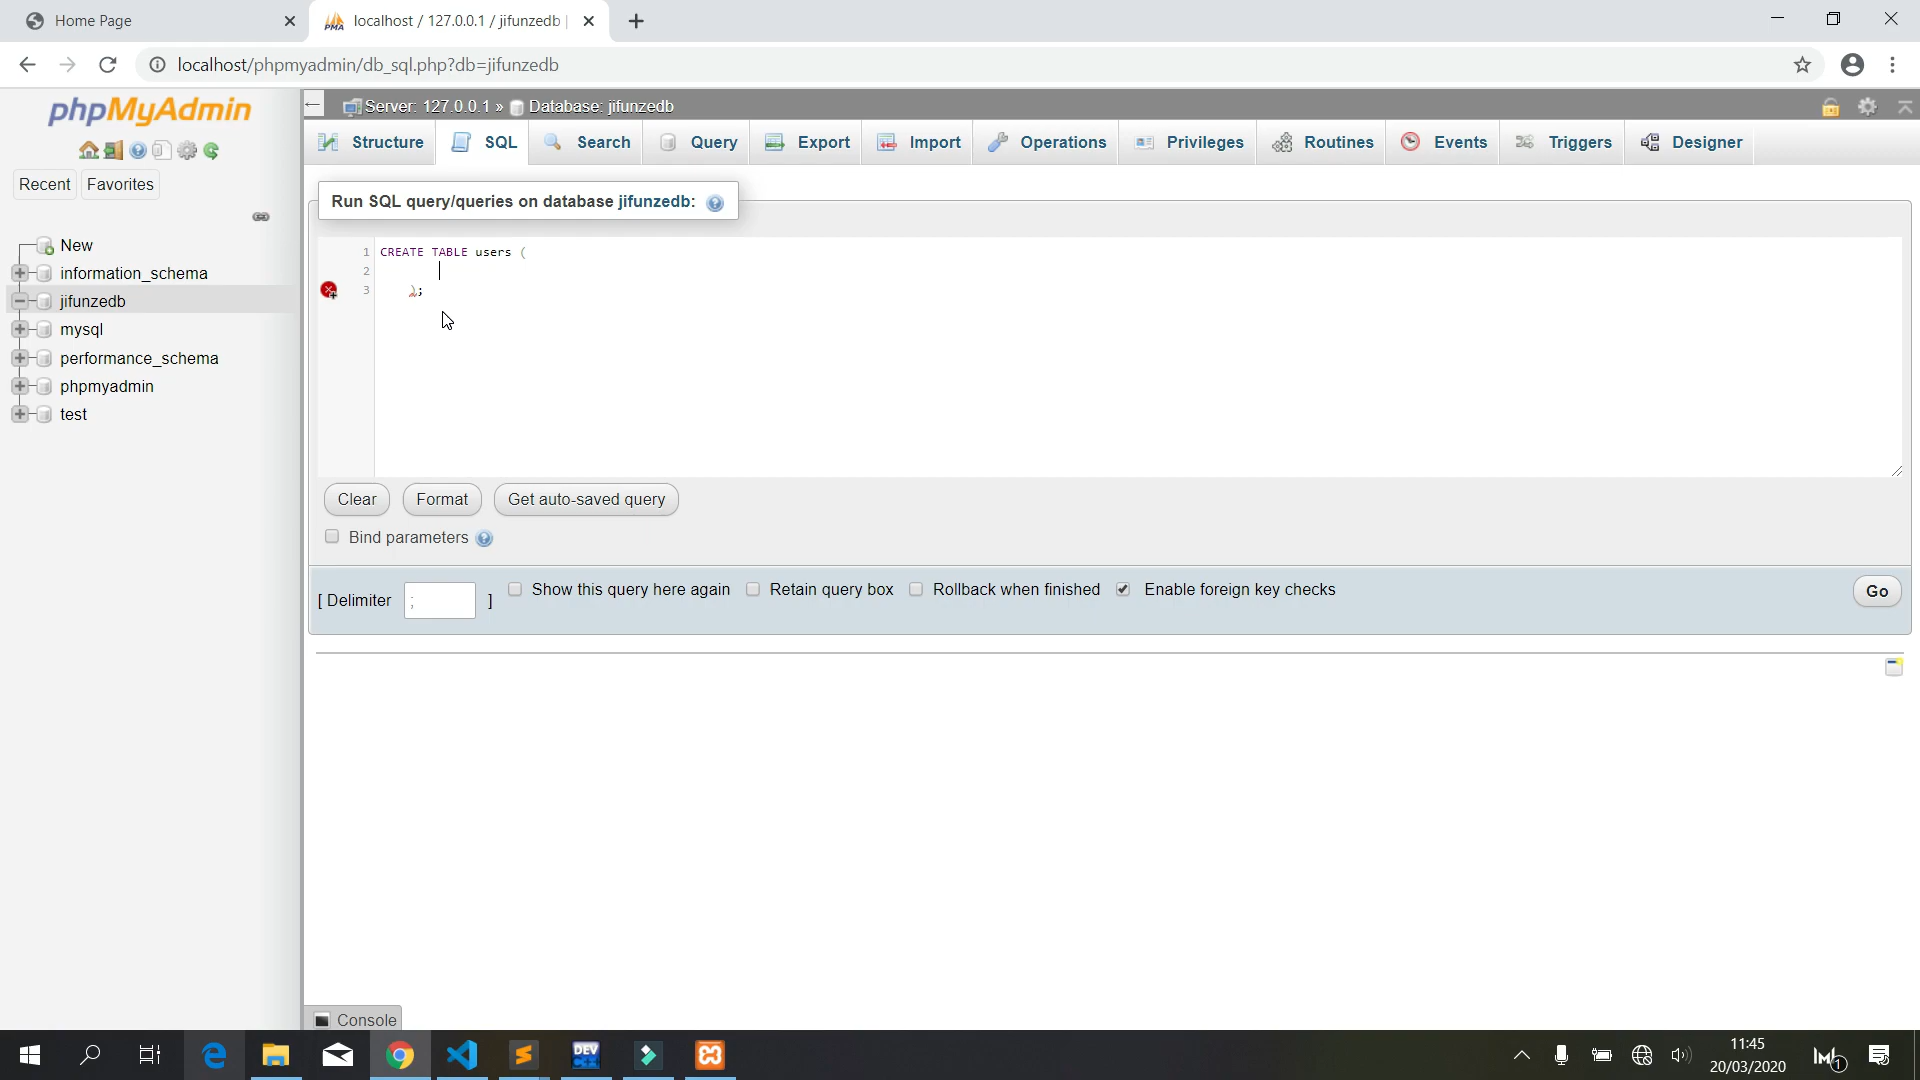 Home Page
localhost / 127.0.0.1 / jifunzedb |
localhost/phpmyadmin/db_sql.php?db=jifunzedb
phpMyAdmin
Recent
Favorites
New
information_schema
jifunzedb
mysql
performance_schema
phpmyadmin
test
Server: 127.0.0.1 » Database: jifunzedb
Structure
SQL
Search
Query
Export
Import
Operations
Privileges
Routines
Events
Triggers
Designer
Run SQL query/queries on database jifunzedb:
1 CREATE TABLE users (
2
3 );
Clear
Format
Get auto-saved query
Bind parameters
[ Delimiter ; ]
Show this query here again
Retain query box
Rollback when finished
Enable foreign key checks
Go
Console
DEV C++
11:45
20/03/2020
1